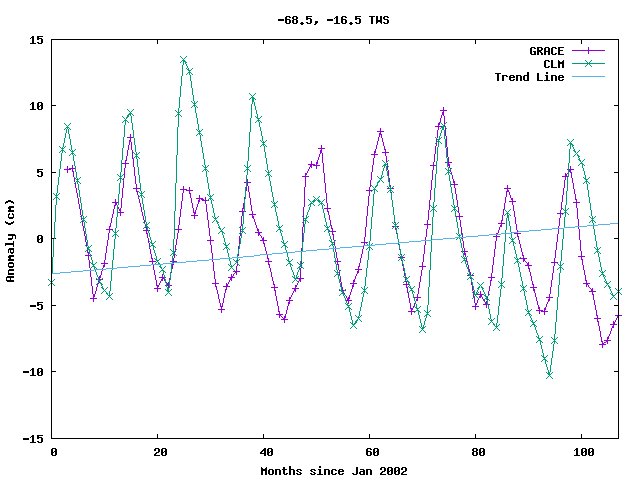 -68.5, -16.5 TWS
15
GRACE
CLM
Trend Line
10
5
0
-5
-10
-15
Anomaly (cm)
0 20 40 60 80 100
Months since Jan 2002